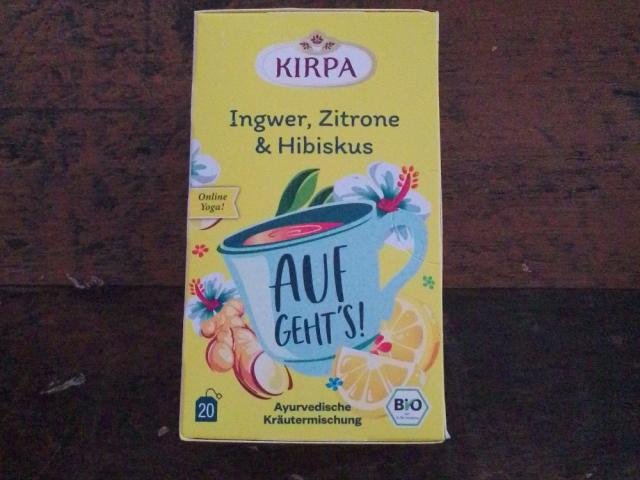 KIRPA
Ingwer, Zitrone
& Hibiskus
Online
Yoga!
AUF
GEHT'S!
20
Ayurvedische
Kräutermischung
BIO